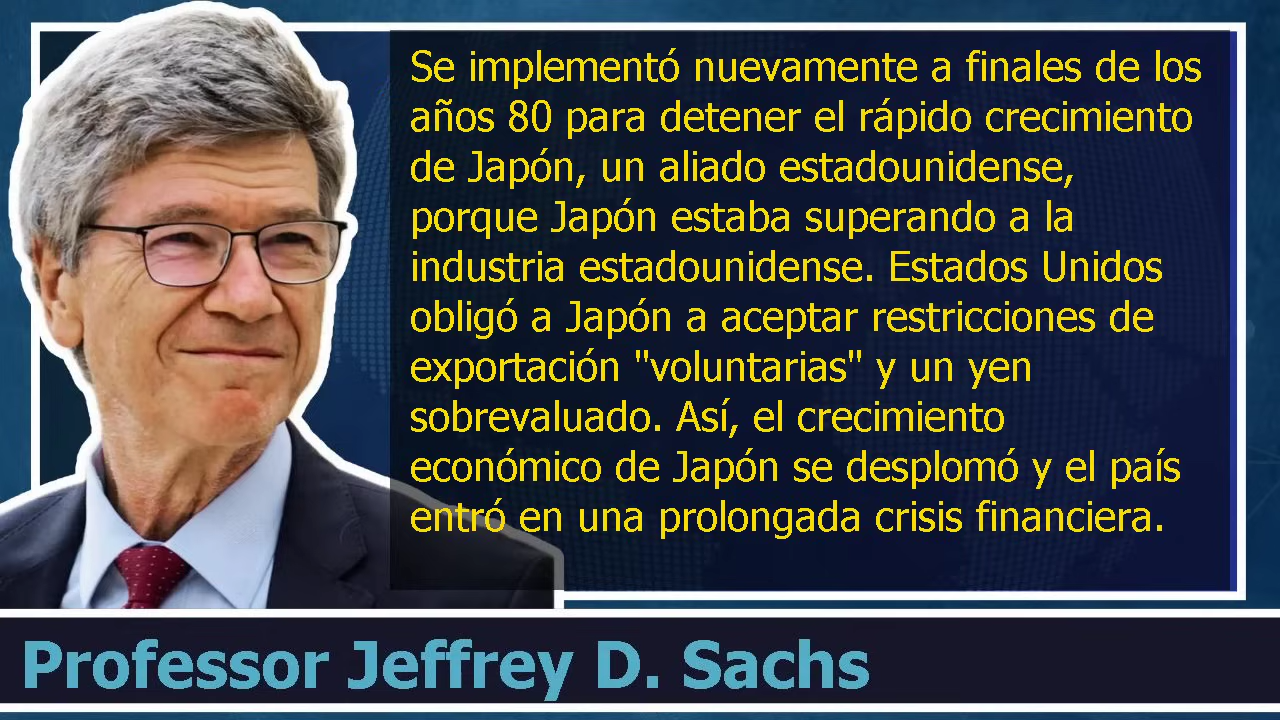 Se implementó nuevamente a finales de los
años 80 para detener el rápido crecimiento
de Japón, un aliado estadounidense,
porque Japón estaba superando a la
industria estadounidense. Estados Unidos
obligó a Japón a aceptar restricciones de
exportación "voluntarias" y un yen
sobrevaluado. Así, el crecimiento
económico de Japón se desplomó y el país
entró en una prolongada crisis financiera.
Professor Jeffrey D. Sachs